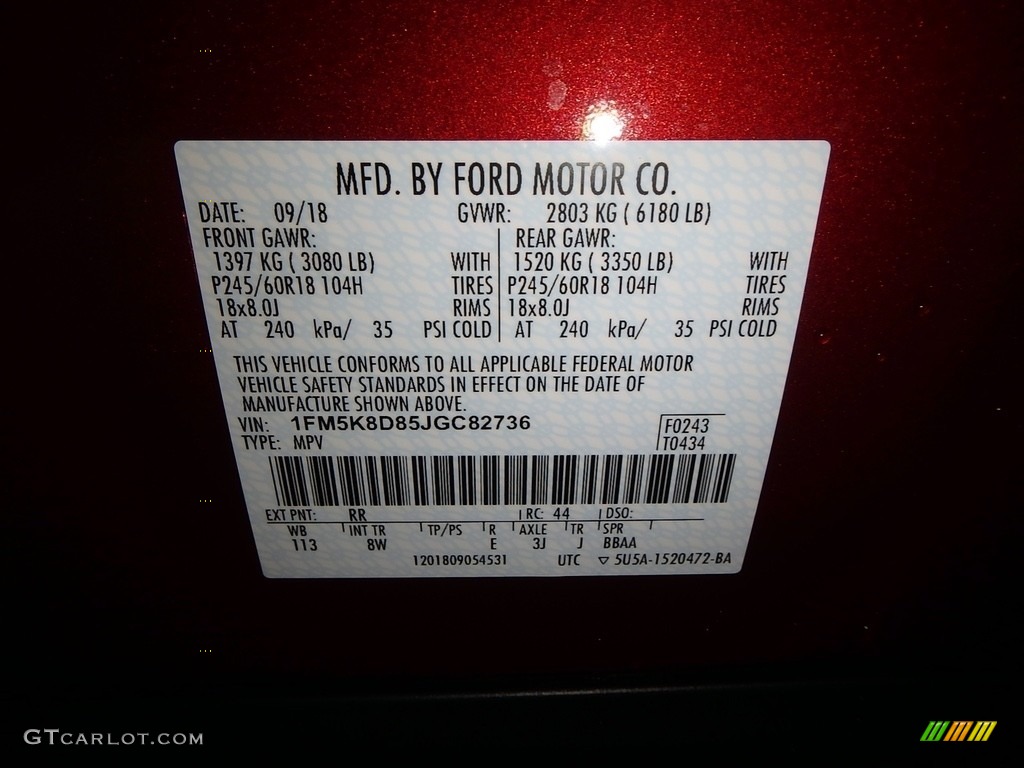 MFD. BY FORD MOTOR CO.
DATE: 09/18 GVWR: 2803 KG ( 6180 LB)
FRONT GAWR: REAR GAWR:
1397 KG ( 3080 LB) WITH 1520 KG ( 3350 LB) WITH
P245/60R18 104H TIRES P245/60R18 104H TIRES
18x8.0J RIMS 18x8.0J RIMS
AT 240 kPa/ 35 PSI COLD AT 240 kPa/ 35 PSI COLD
THIS VEHICLE CONFORMS TO ALL APPLICABLE FEDERAL MOTOR
VEHICLE SAFETY STANDARDS IN EFFECT ON THE DATE OF
MANUFACTURE SHOWN ABOVE.
VIN: 1FM5K8D85JGC82736 F0243
TYPE: MPV T0434
EXT PNT: RR RC: 44 DSO:
WB INT TR TP/PS R AXLE TR SPR
113 8W E 3J J BBAA
1201809054531 UTC ▽ 5U5A-1520472-BA
GTCARLOT.COM